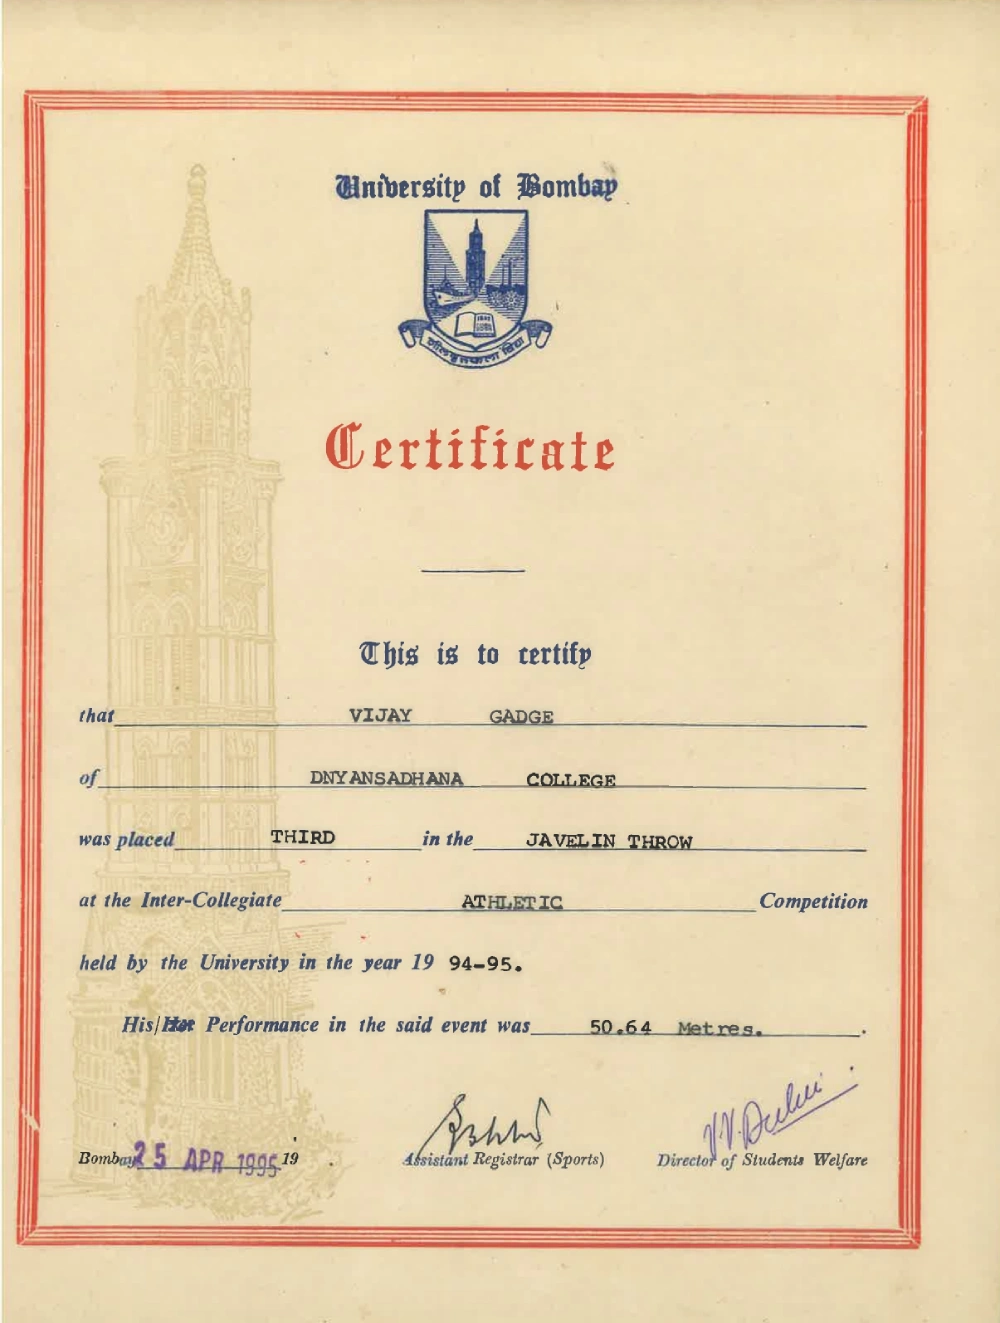 University of Bombay
शीलवृतफला विद्या
Certificate
This is to certify
that VIJAY GADGE
of DNYANSADHANA COLLEGE
was placed THIRD in the JAVELIN THROW
at the Inter-Collegiate ATHLETIC Competition
held by the University in the year 19 94-95.
His/Her Performance in the said event was 50.64 Metres. .
Bombay 25 APR 1995 19 .
Assistant Registrar (Sports)
Director of Students Welfare